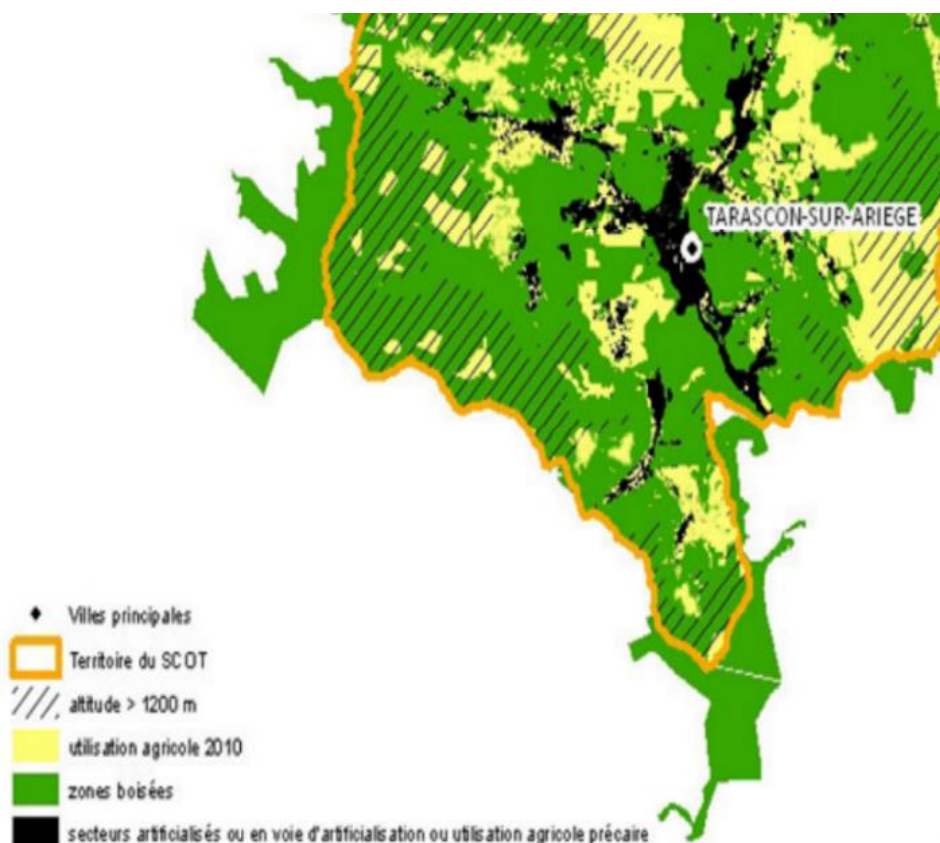 TARASCON-SUR-ARIEGE
Villes principales
Territoire du SCOT
altitude > 1200 m
utilisation agricole 2010
zones boisées
secteurs artificialisés ou en voie d'artificialisation ou utilisation agricole précaire